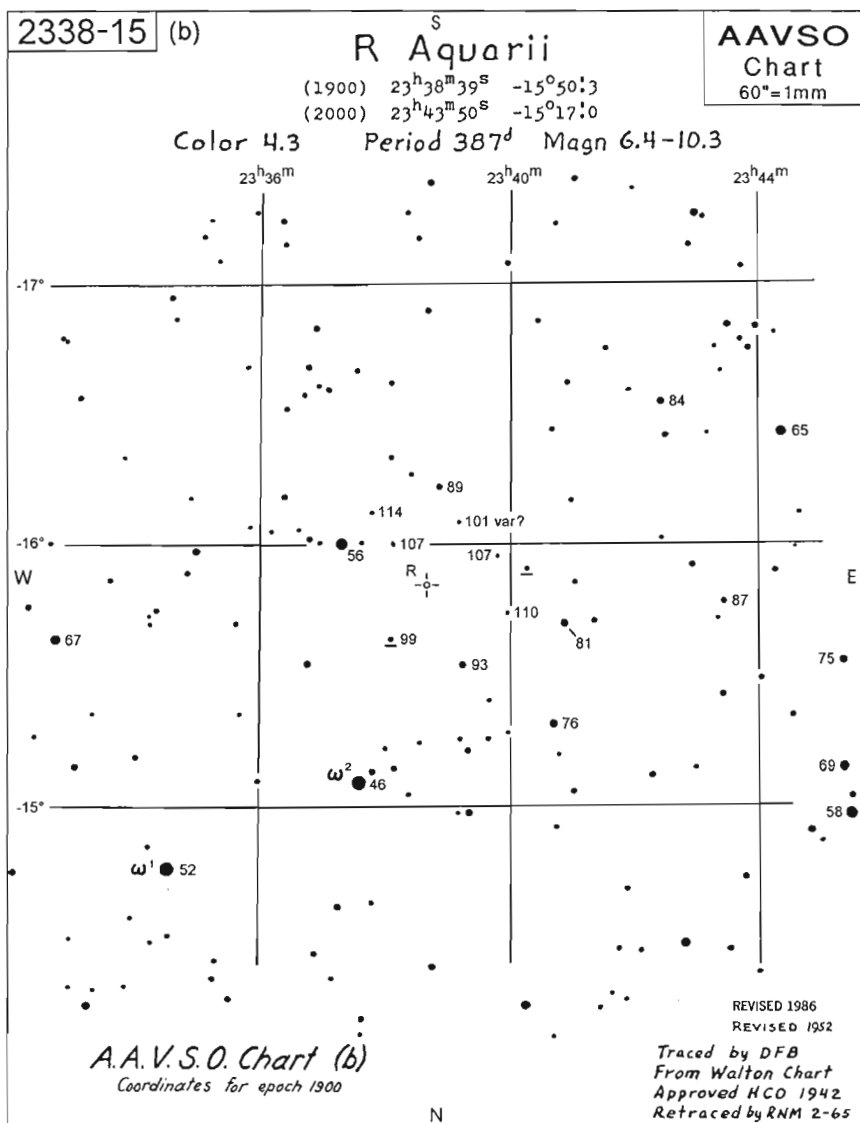 2338-15 (b)
S
R Aquarii
AAVSO
Chart
60"=1mm
(1900) 23h38m39s -15°50!3
(2000) 23h43m50s -15°17!0
Color 4.3 Period 387d Magn 6.4-10.3
23h36m 23h40m 23h44m
-17°
84
65
89
114
101 var?
-16°
56
107
107
W
R
E
110
87
67
99
81
93
75
76
ω2
46
69
-15°
58
ω1
52
REVISED 1986
REVISED 1952
A.A.V.S.O. Chart (b)
Coordinates for epoch 1900
Traced by DFB
From Walton Chart
Approved HCO 1942
Retraced by RNM 2-65
N